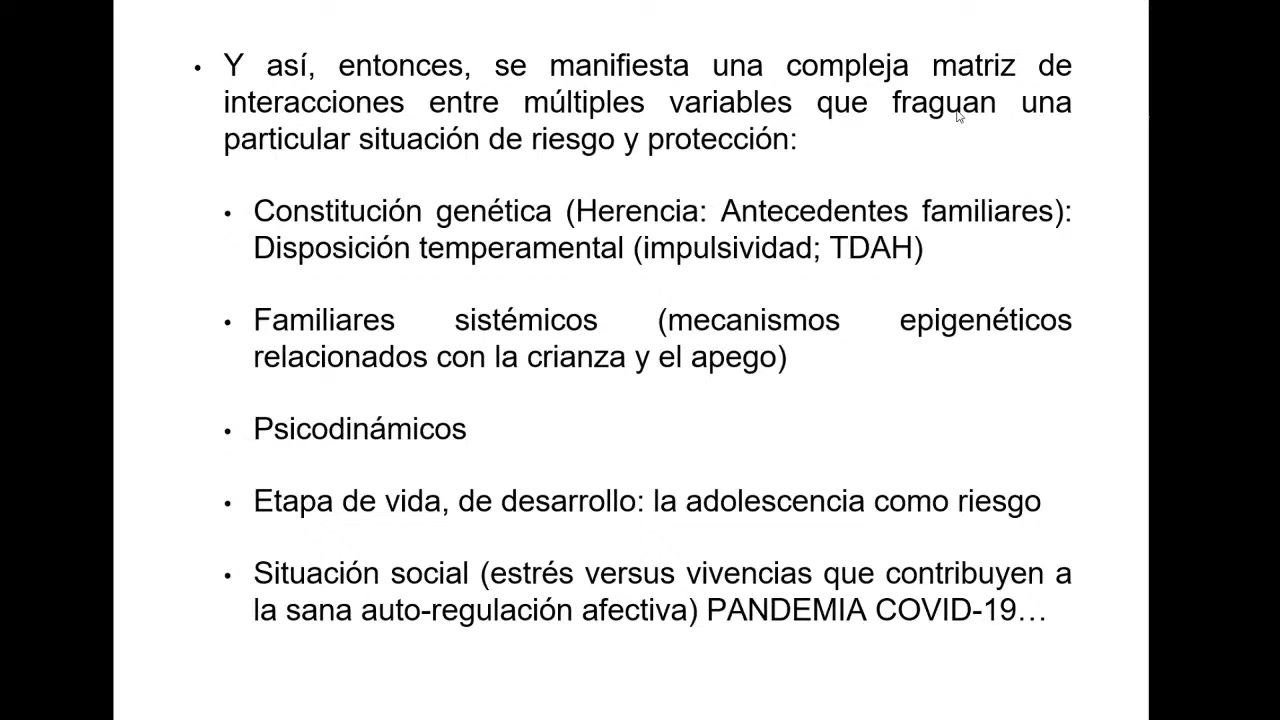 • Y así, entonces, se manifiesta una compleja matriz de
interacciones entre múltiples variables que fraguan una
particular situación de riesgo y protección:
• Constitución genética (Herencia: Antecedentes familiares):
Disposición temperamental (impulsividad; TDAH)
• Familiares sistémicos (mecanismos epigenéticos
relacionados con la crianza y el apego)
• Psicodinámicos
• Etapa de vida, de desarrollo: la adolescencia como riesgo
• Situación social (estrés versus vivencias que contribuyen a
la sana auto-regulación afectiva) PANDEMIA COVID-19…